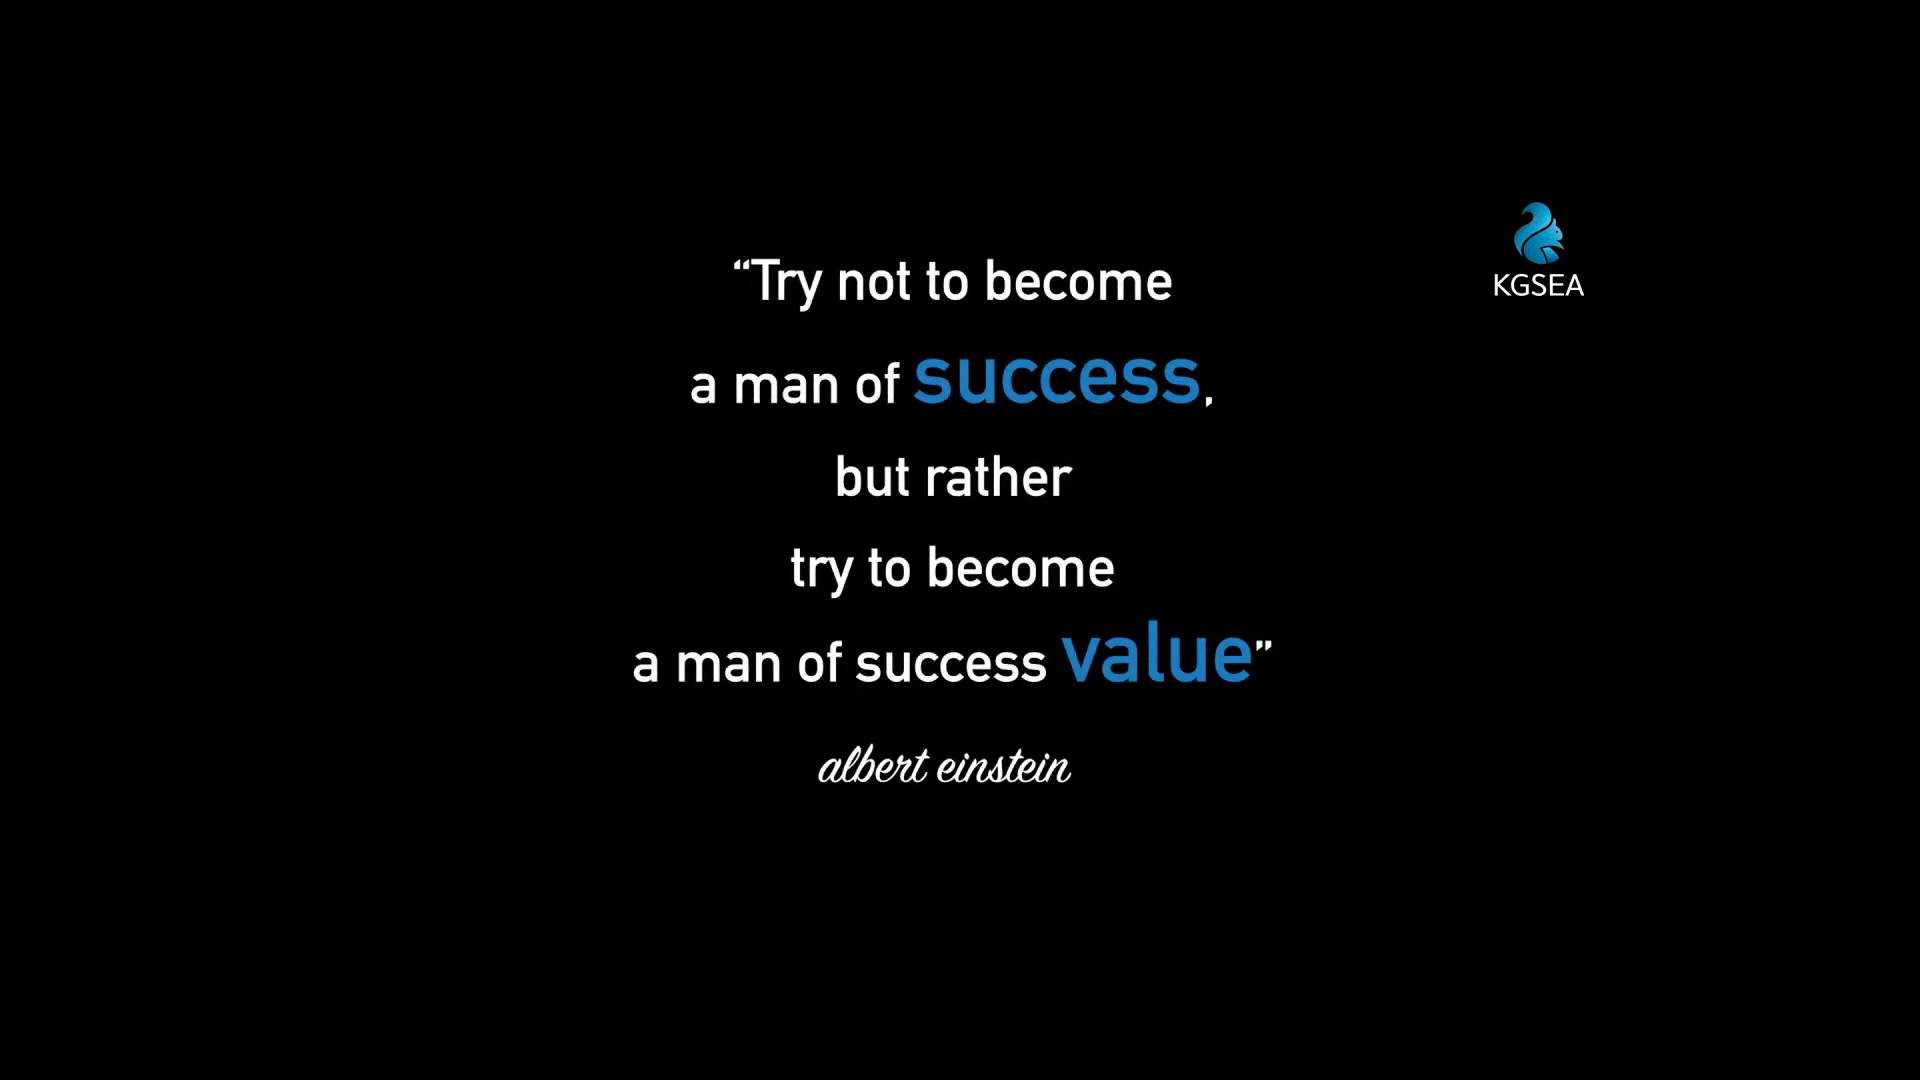 KGSEA
“Try not to become
a man of success,
but rather
try to become
a man of success value”
albert einstein